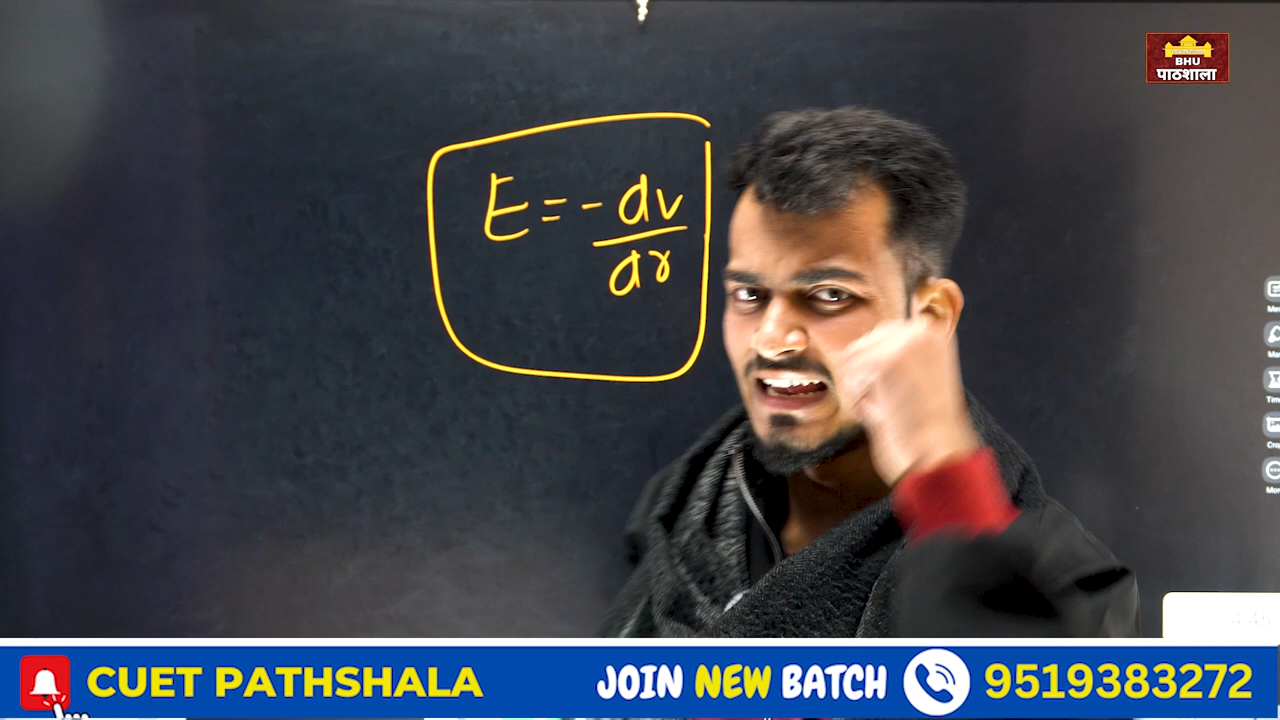 BHU
पाठशाला
E = - dv
dr
CUET PATHSHALA
JOIN NEW BATCH
9519383272